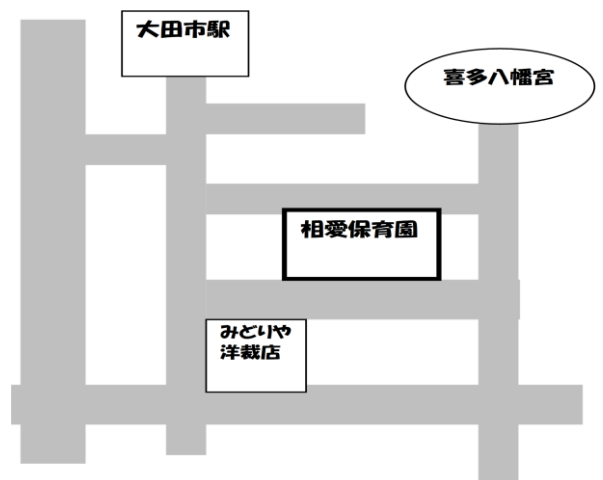 大田市駅
喜多八幡宮
相愛保育園
みどりや
洋裁店